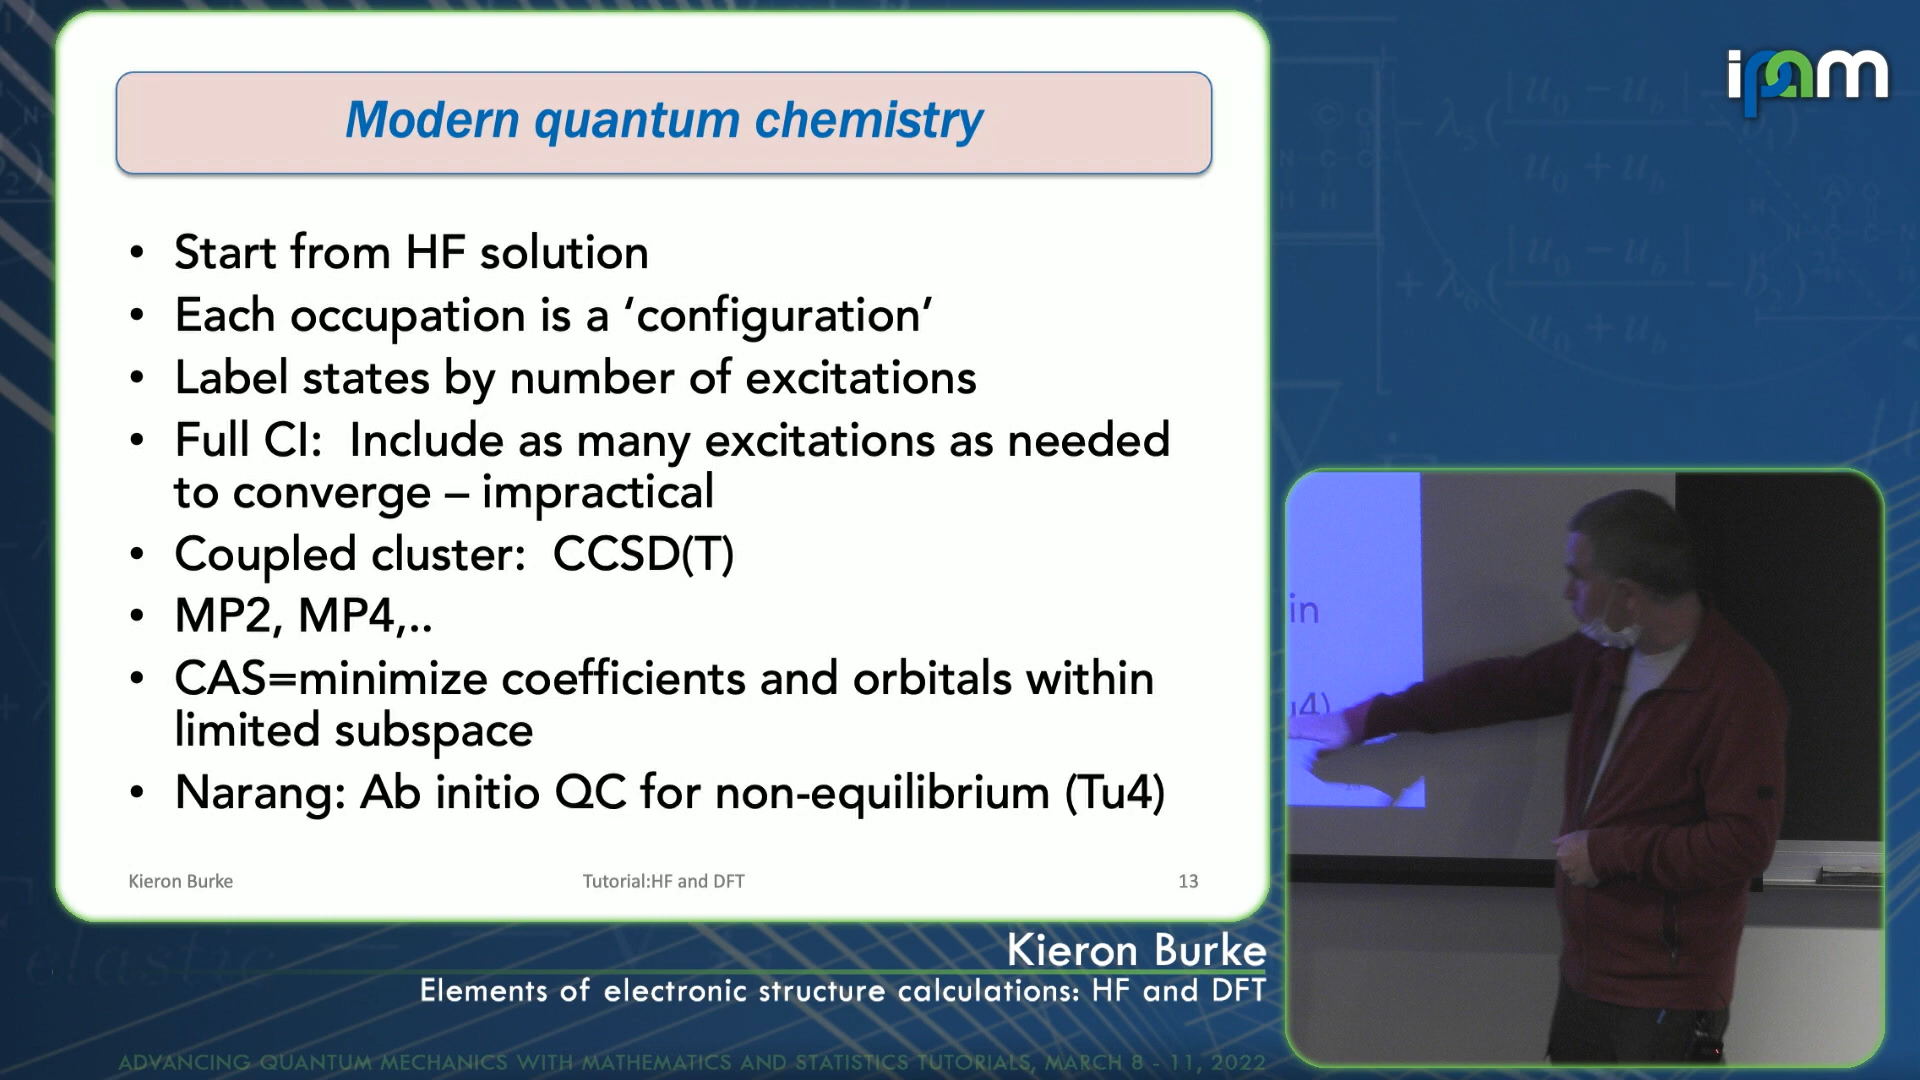 ipam
Modern quantum chemistry
• Start from HF solution
• Each occupation is a ‘configuration’
• Label states by number of excitations
• Full CI:  Include as many excitations as needed
to converge – impractical
• Coupled cluster:  CCSD(T)
• MP2, MP4,..
• CAS=minimize coefficients and orbitals within
limited subspace
• Narang: Ab initio QC for non-equilibrium (Tu4)
Kieron Burke
Tutorial:HF and DFT
13
in
u4)
Kieron Burke
Elements of electronic structure calculations: HF and DFT
ADVANCING QUANTUM MECHANICS WITH MATHEMATICS AND STATISTICS TUTORIALS, MARCH 8 - 11, 2022
elastic